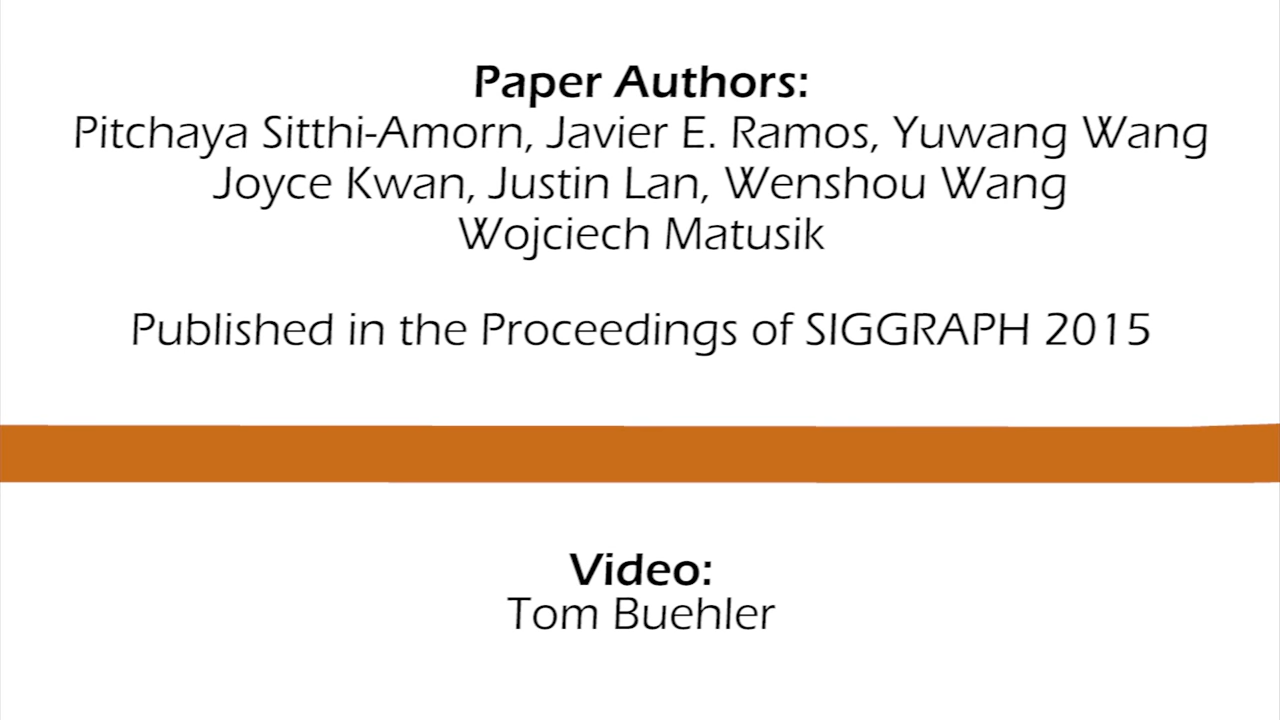 Paper Authors:
Pitchaya Sitthi-Amorn, Javier E. Ramos, Yuwang Wang
Joyce Kwan, Justin Lan, Wenshou Wang
Wojciech Matusik
Published in the Proceedings of SIGGRAPH 2015
Video:
Tom Buehler